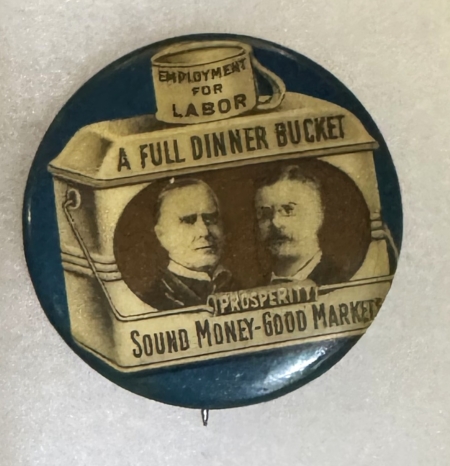 EMPLOYMENT
FOR
LABOR
A FULL DINNER BUCKET
PROSPERITY
SOUND MONEY-GOOD MARKETS